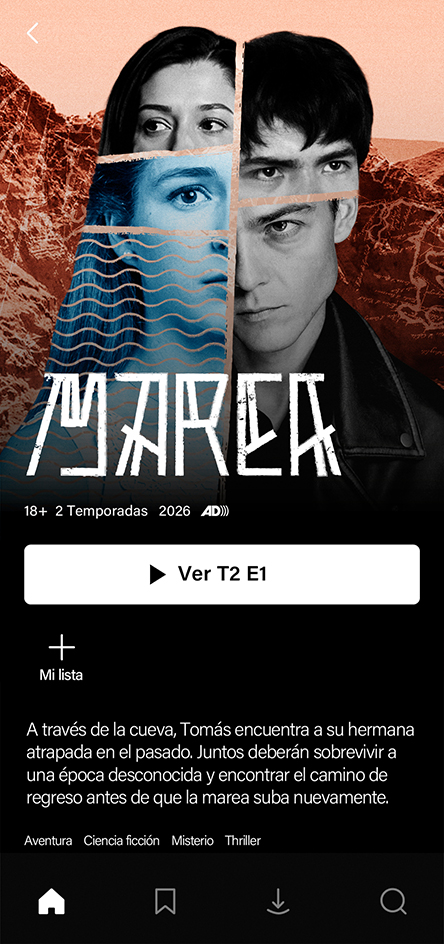 MAREA
18+ 2 Temporadas 2026 AD)))
Ver T2 E1
Mi lista
A través de la cueva, Tomás encuentra a su hermana
atrapada en el pasado. Juntos deberán sobrevivir a
una época desconocida y encontrar el camino de
regreso antes de que la marea suba nuevamente.
Aventura Ciencia ficción Misterio Thriller